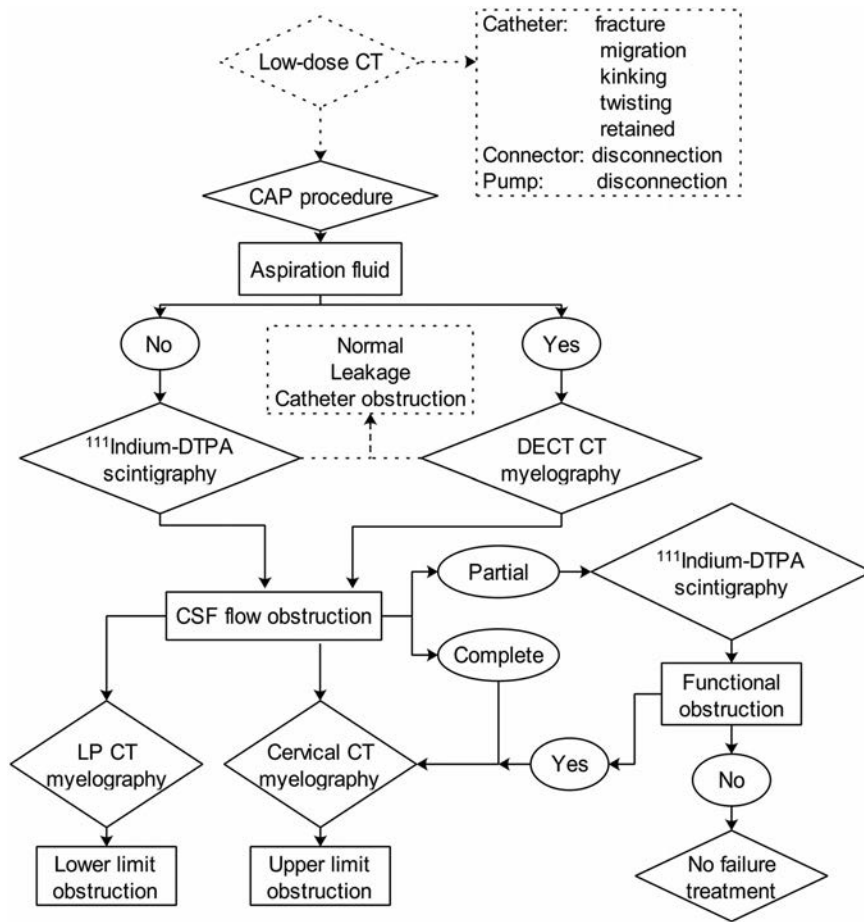 Low-dose CT
Catheter: fracture
migration
kinking
twisting
retained
Connector: disconnection
Pump: disconnection
CAP procedure
Aspiration fluid
No
Normal
Leakage
Catheter obstruction
Yes
¹¹¹Indium-DTPA
scintigraphy
DECT CT
myelography
CSF flow obstruction
Partial
¹¹¹Indium-DTPA
scintigraphy
Complete
Functional
obstruction
LP CT
myelography
Cervical CT
myelography
Yes
No
Lower limit
obstruction
Upper limit
obstruction
No failure
treatment